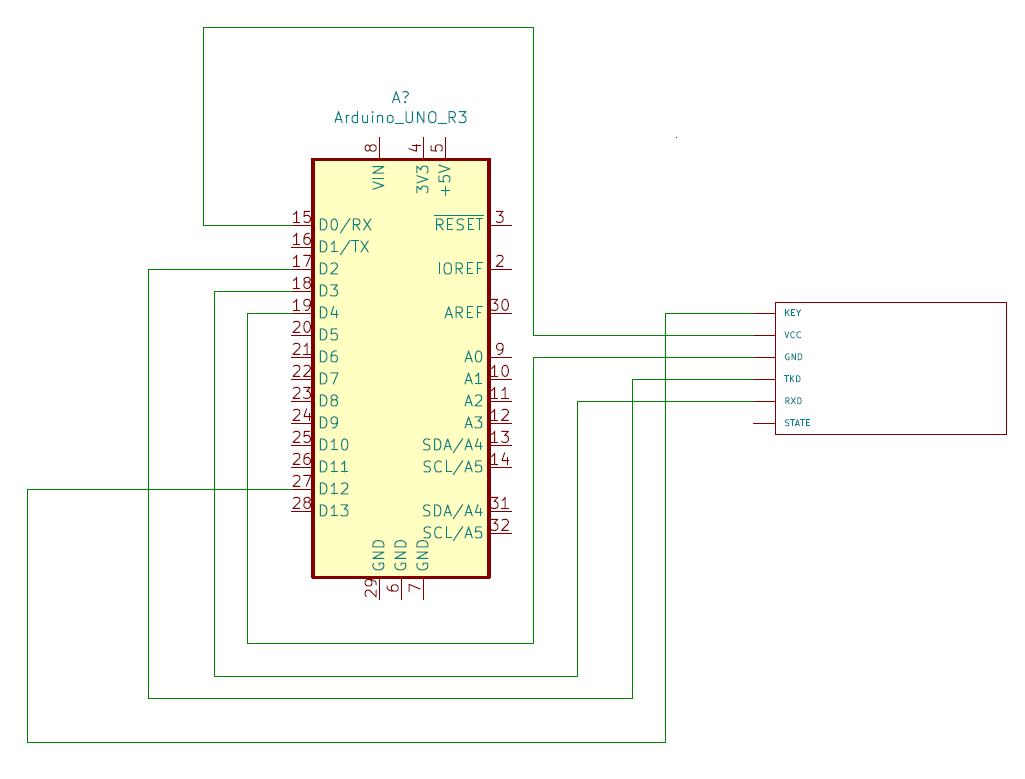 A?
Arduino_UNO_R3
8 4 5
VIN 3V3 +5V
15 D0/RX RESET 3
16 D1/TX
17 D2 IOREF 2
18 D3
19 D4 AREF 30
20 D5
21 D6 A0 9
22 D7 A1 10
23 D8 A2 11
24 D9 A3 12
25 D10 SDA/A4 13
26 D11 SCL/A5 14
27 D12
28 D13 SDA/A4 31
SCL/A5 32
GND GND GND
29 6 7
KEY
VCC
GND
TKD
RXD
STATE